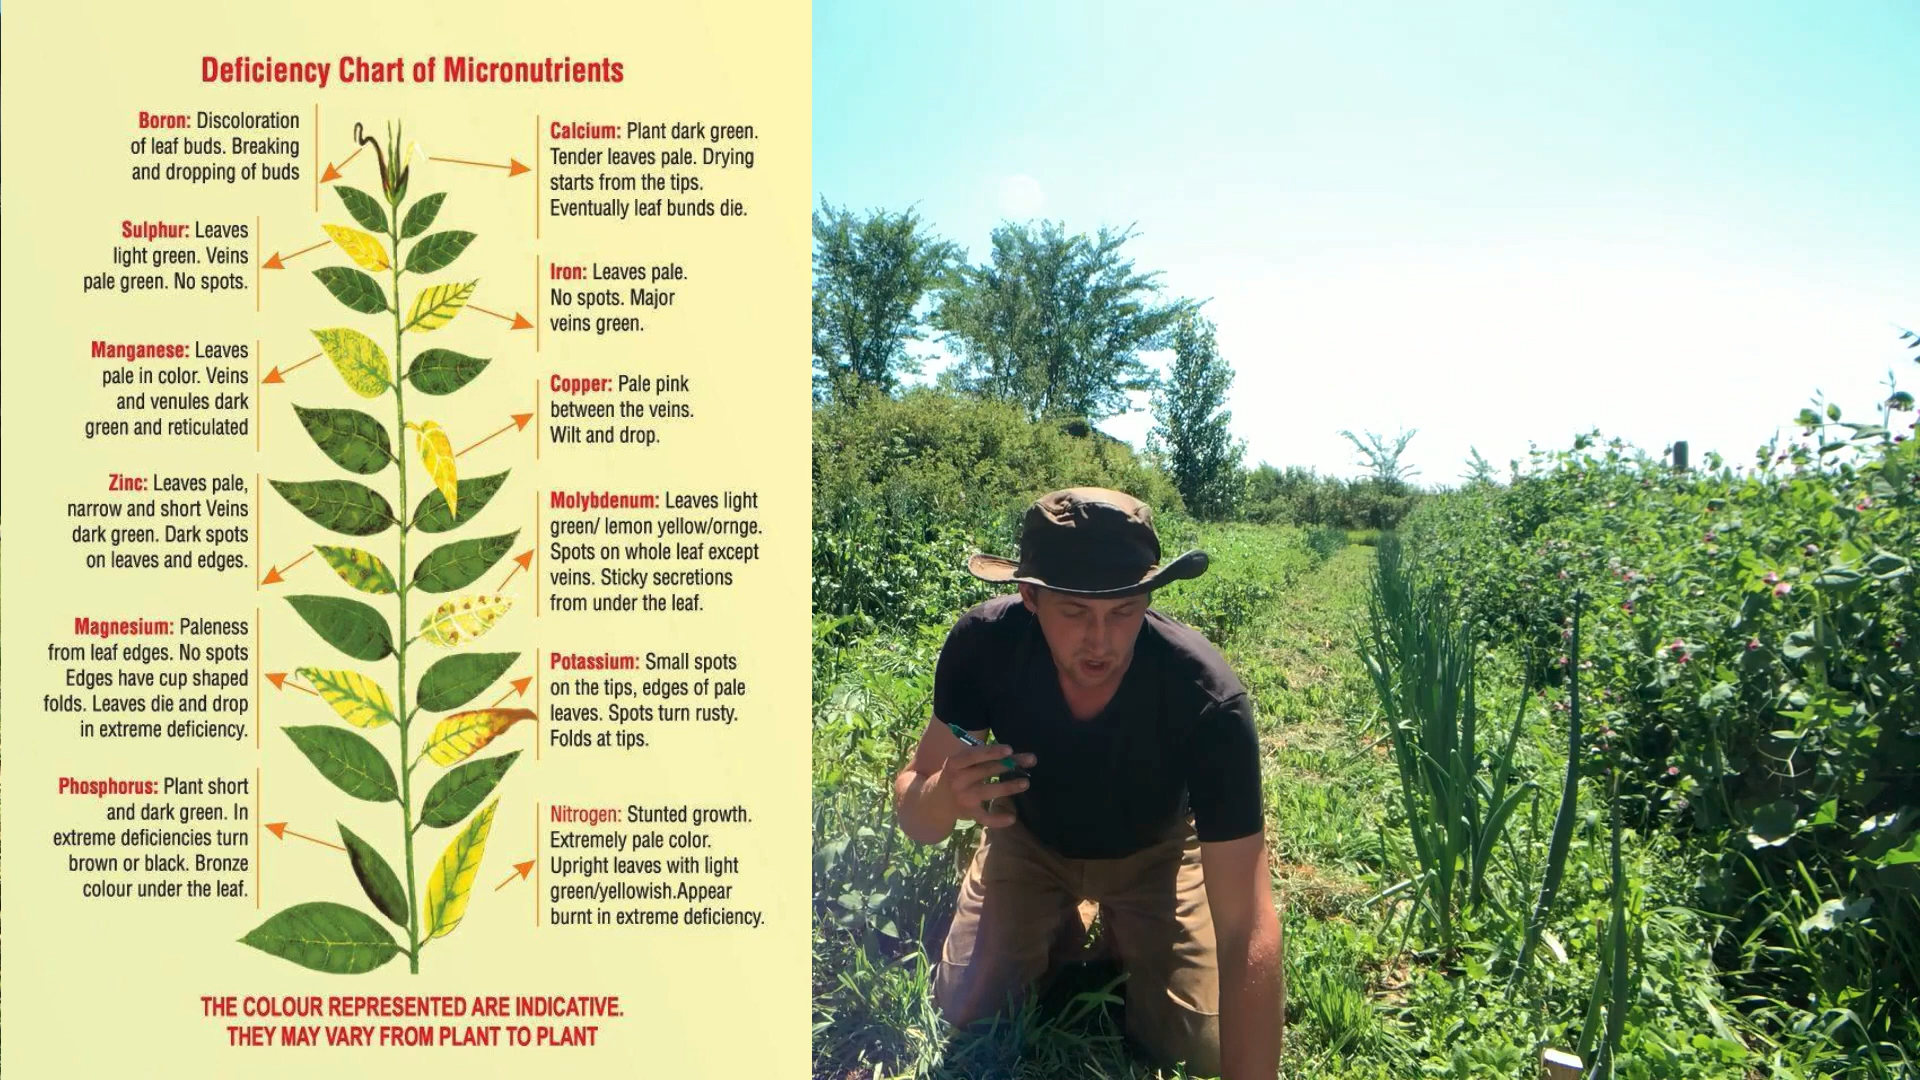 Deficiency Chart of Micronutrients
Boron: Discoloration
of leaf buds. Breaking
and dropping of buds
Sulphur: Leaves
light green. Veins
pale green. No spots.
Manganese: Leaves
pale in color. Veins
and venules dark
green and reticulated
Zinc: Leaves pale,
narrow and short Veins
dark green. Dark spots
on leaves and edges.
Magnesium: Paleness
from leaf edges. No spots
Edges have cup shaped
folds. Leaves die and drop
in extreme deficiency.
Phosphorus: Plant short
and dark green. In
extreme deficiencies turn
brown or black. Bronze
colour under the leaf.
Calcium: Plant dark green.
Tender leaves pale. Drying
starts from the tips.
Eventually leaf bunds die.
Iron: Leaves pale.
No spots. Major
veins green.
Copper: Pale pink
between the veins.
Wilt and drop.
Molybdenum: Leaves light
green/ lemon yellow/ornge.
Spots on whole leaf except
veins. Sticky secretions
from under the leaf.
Potassium: Small spots
on the tips, edges of pale
leaves. Spots turn rusty.
Folds at tips.
Nitrogen: Stunted growth.
Extremely pale color.
Upright leaves with light
green/yellowish.Appear
burnt in extreme deficiency.
THE COLOUR REPRESENTED ARE INDICATIVE.
THEY MAY VARY FROM PLANT TO PLANT